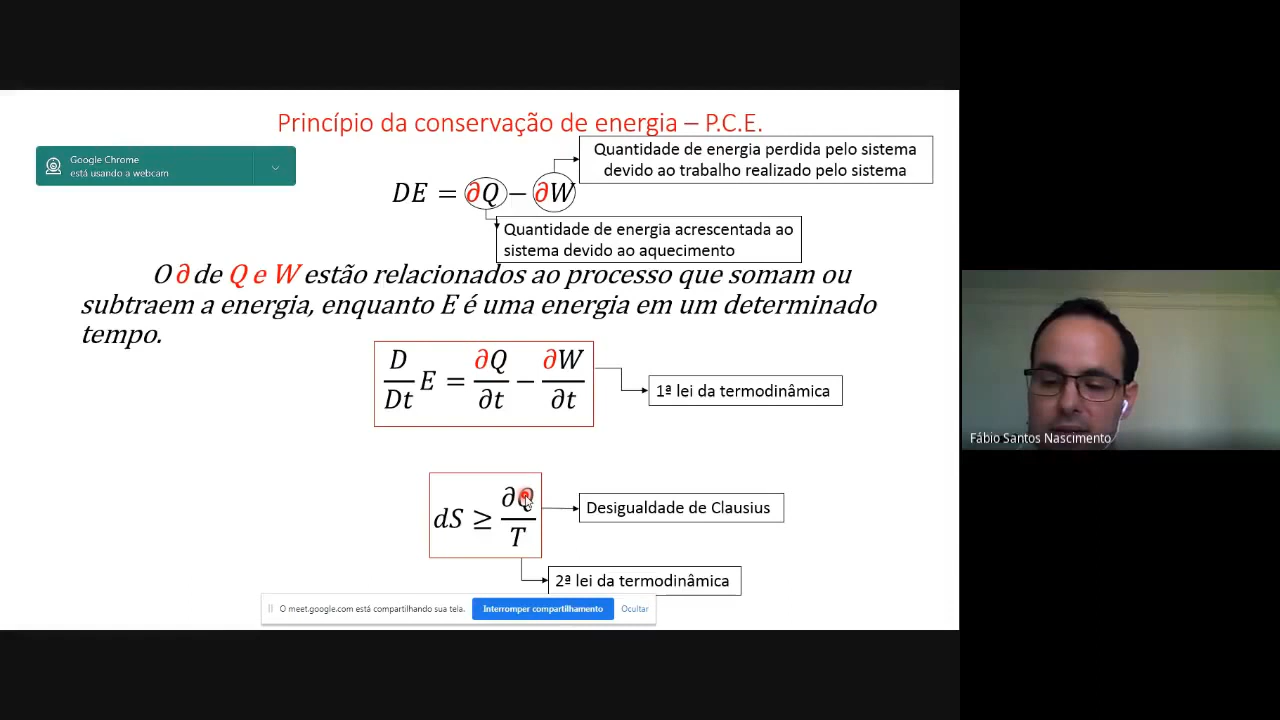 Princípio da conservação de energia – P.C.E.
Google Chrome
está usando a webcam
Quantidade de energia perdida pelo sistema
devido ao trabalho realizado pelo sistema
DE = ∂Q − ∂W
Quantidade de energia acrescentada ao
sistema devido ao aquecimento
O ∂ de Q e W estão relacionados ao processo que somam ou
subtraem a energia, enquanto E é uma energia em um determinado
tempo.
D/Dt E = ∂Q/∂t − ∂W/∂t
1ª lei da termodinâmica
Fábio Santos Nascimento
dS ≥ ∂Q/T
Desigualdade de Clausius
2ª lei da termodinâmica
O meet.google.com está compartilhando sua tela.
Interromper compartilhamento
Ocultar